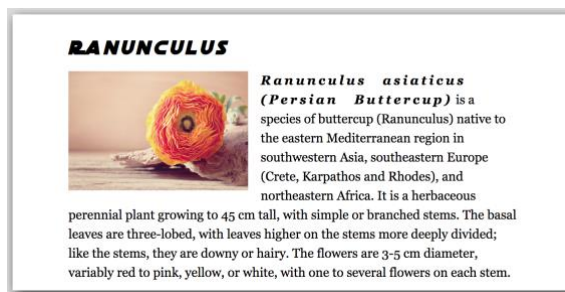 RANUNCULUS
Ranunculus asiaticus
(Persian Buttercup) is a
species of buttercup (Ranunculus) native to
the eastern Mediterranean region in
southwestern Asia, southeastern Europe
(Crete, Karpathos and Rhodes), and
northeastern Africa. It is a herbaceous
perennial plant growing to 45 cm tall, with simple or branched stems. The basal
leaves are three-lobed, with leaves higher on the stems more deeply divided;
like the stems, they are downy or hairy. The flowers are 3-5 cm diameter,
variably red to pink, yellow, or white, with one to several flowers on each stem.